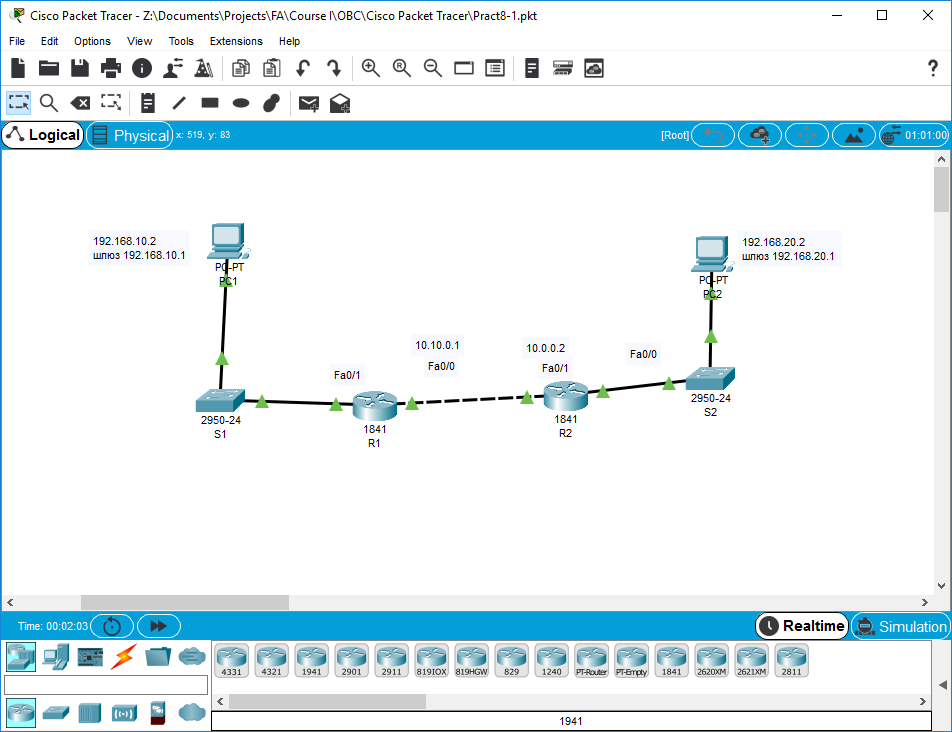 Cisco Packet Tracer - Z:\Documents\Projects\FA\Course I\OBC\Cisco Packet Tracer\Pract8-1.pkt
File Edit Options View Tools Extensions Help
Logical
Physical
x: 519, y: 83
[Root]
01:01:00
192.168.10.2
шлюз 192.168.10.1
PC-PT
PC1
192.168.20.2
шлюз 192.168.20.1
PC-PT
PC2
10.10.0.1
Fa0/0
10.0.0.2
Fa0/1
Fa0/0
Fa0/1
2950-24
S1
1841
R1
1841
R2
2950-24
S2
Time: 00:02:03
Realtime
Simulation
4331 4321 1941 2901 2911 819IOX 819HGW 829 1240 PT-Router PT-Empty 1841 2620XM 2621XM 2811
1941